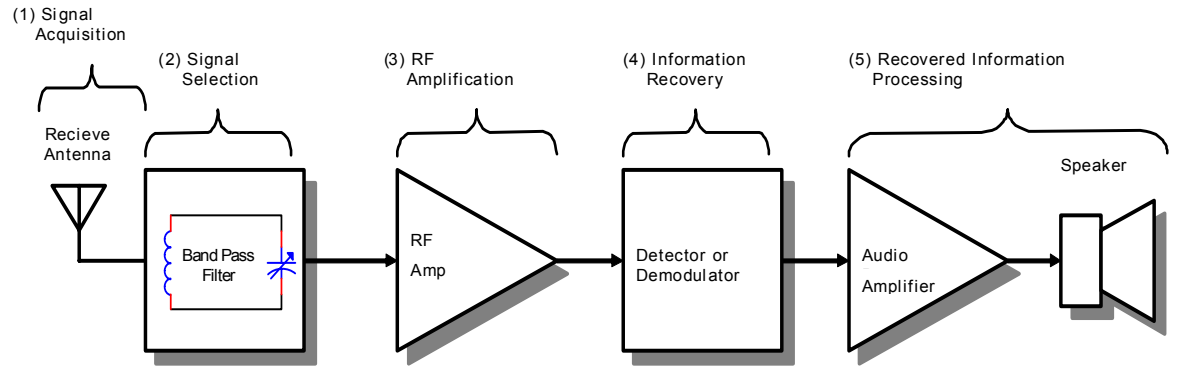 (1) Signal
Acquisition
(2) Signal
Selection
(3) RF
Amplification
(4) Information
Recovery
(5) Recovered Information
Processing
Recieve
Antenna
Speaker
Band Pass
Filter
RF
Amp
Detector or
Demodulator
Audio
Amplifier